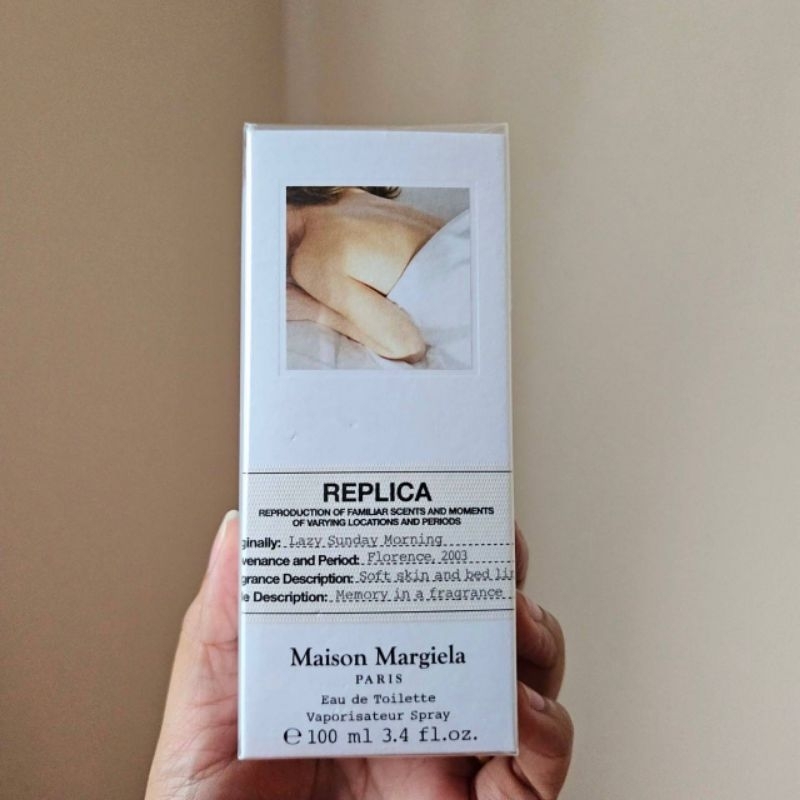 REPLICA
REPRODUCTION OF FAMILIAR SCENTS AND MOMENTS
OF VARYING LOCATIONS AND PERIODS
ginally: Lazy Sunday Morning
venance and Period: Florence, 2003
grance Description: Soft skin and bed lin
le Description: Memory in a fragrance
Maison Margiela
PARIS
Eau de Toilette
Vaporisateur Spray
℮ 100 ml 3.4 fl.oz.